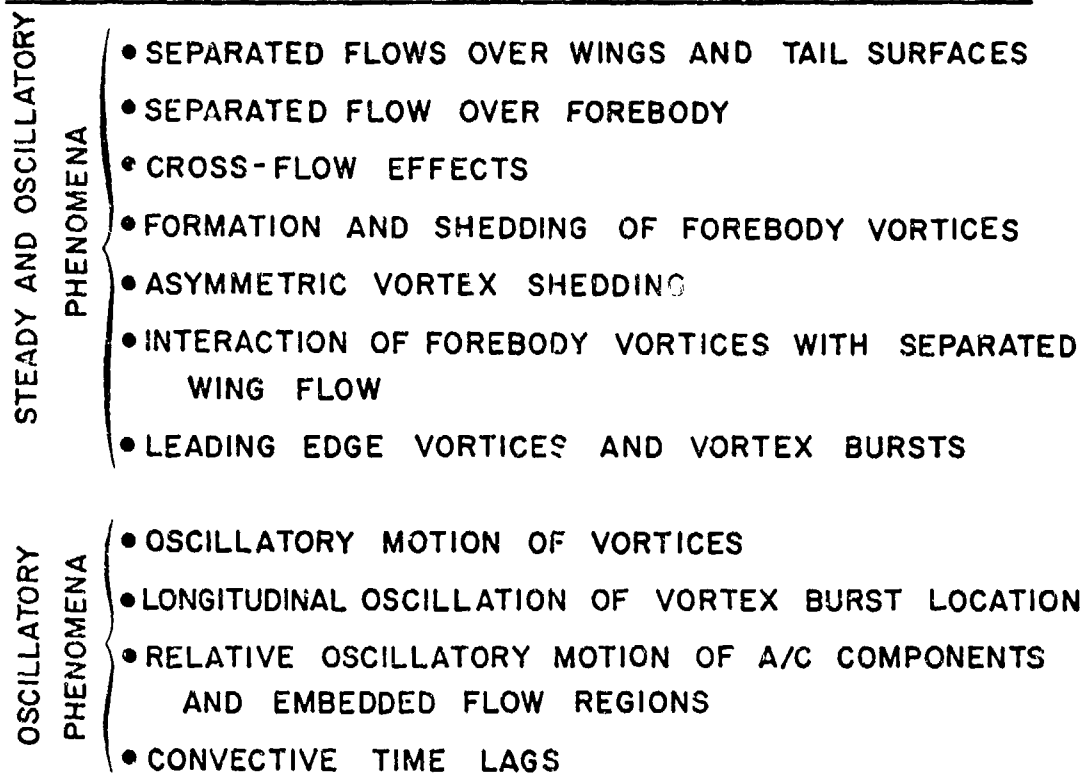 STEADY AND OSCILLATORY
PHENOMENA
• SEPARATED FLOWS OVER WINGS AND TAIL SURFACES
• SEPARATED FLOW OVER FOREBODY
• CROSS-FLOW EFFECTS
• FORMATION AND SHEDDING OF FOREBODY VORTICES
• ASYMMETRIC VORTEX SHEDDING
• INTERACTION OF FOREBODY VORTICES WITH SEPARATED
WING FLOW
• LEADING EDGE VORTICES AND VORTEX BURSTS
OSCILLATORY
PHENOMENA
• OSCILLATORY MOTION OF VORTICES
• LONGITUDINAL OSCILLATION OF VORTEX BURST LOCATION
• RELATIVE OSCILLATORY MOTION OF A/C COMPONENTS
AND EMBEDDED FLOW REGIONS
• CONVECTIVE TIME LAGS